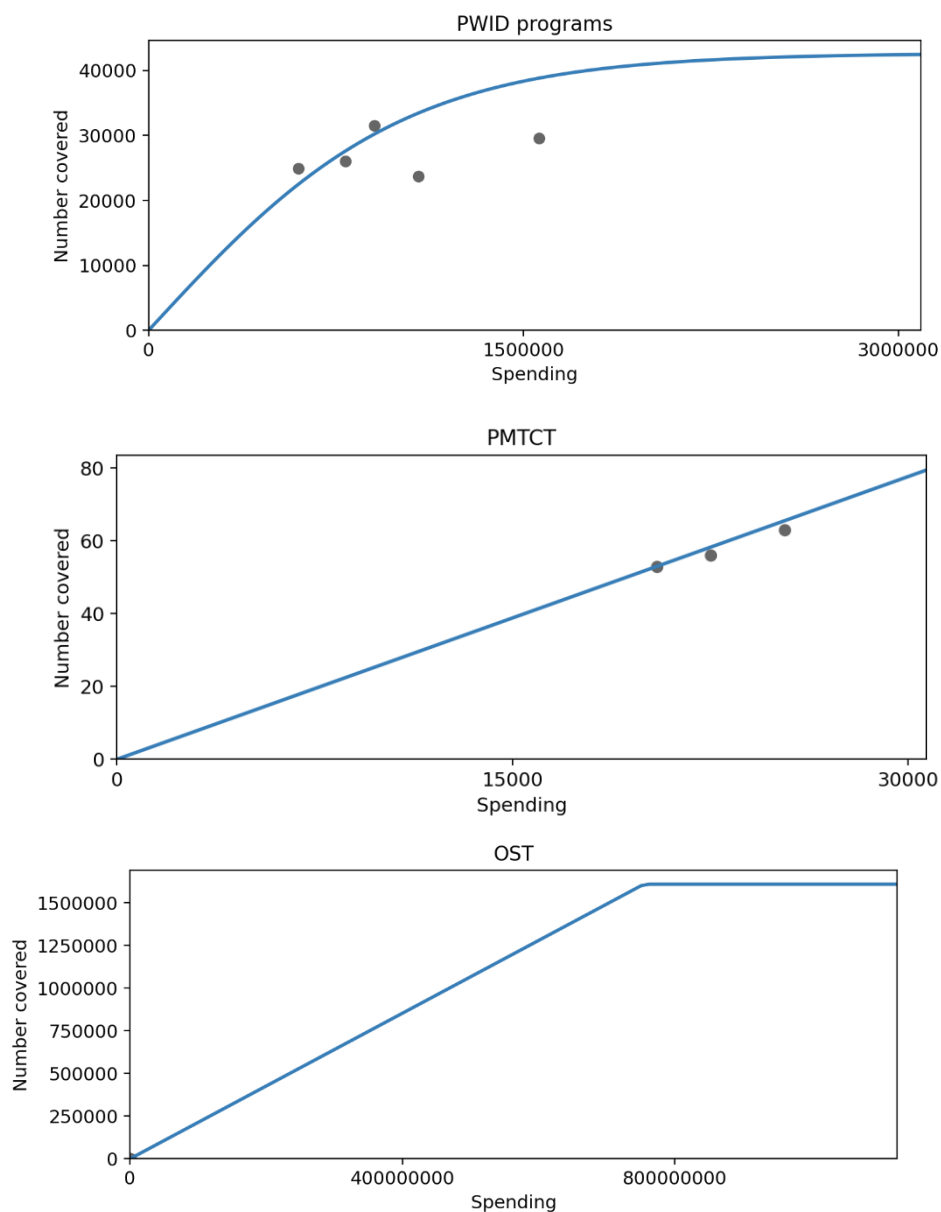 PWID programs
40000
30000
20000
10000
0
0 1500000 3000000
Number covered
Spending
PMTCT
80
60
40
20
0
0 15000 30000
Number covered
Spending
OST
1500000
1250000
1000000
750000
500000
250000
0
0 400000000 800000000
Number covered
Spending